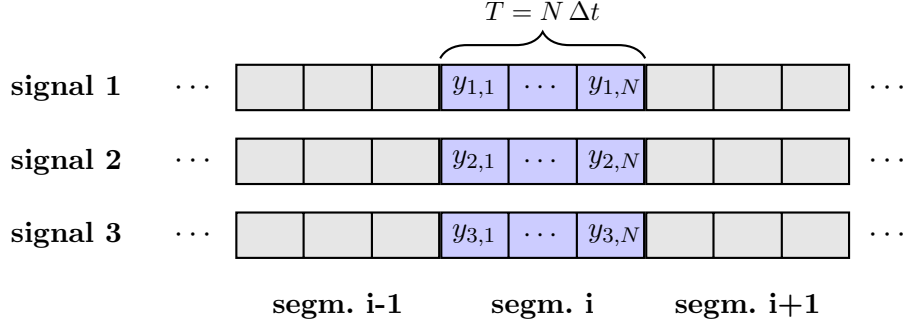 T = N Δt
signal 1 ⋯ y₁,₁ ⋯ y₁,N ⋯
signal 2 ⋯ y₂,₁ ⋯ y₂,N ⋯
signal 3 ⋯ y₃,₁ ⋯ y₃,N ⋯
segm. i-1 segm. i segm. i+1